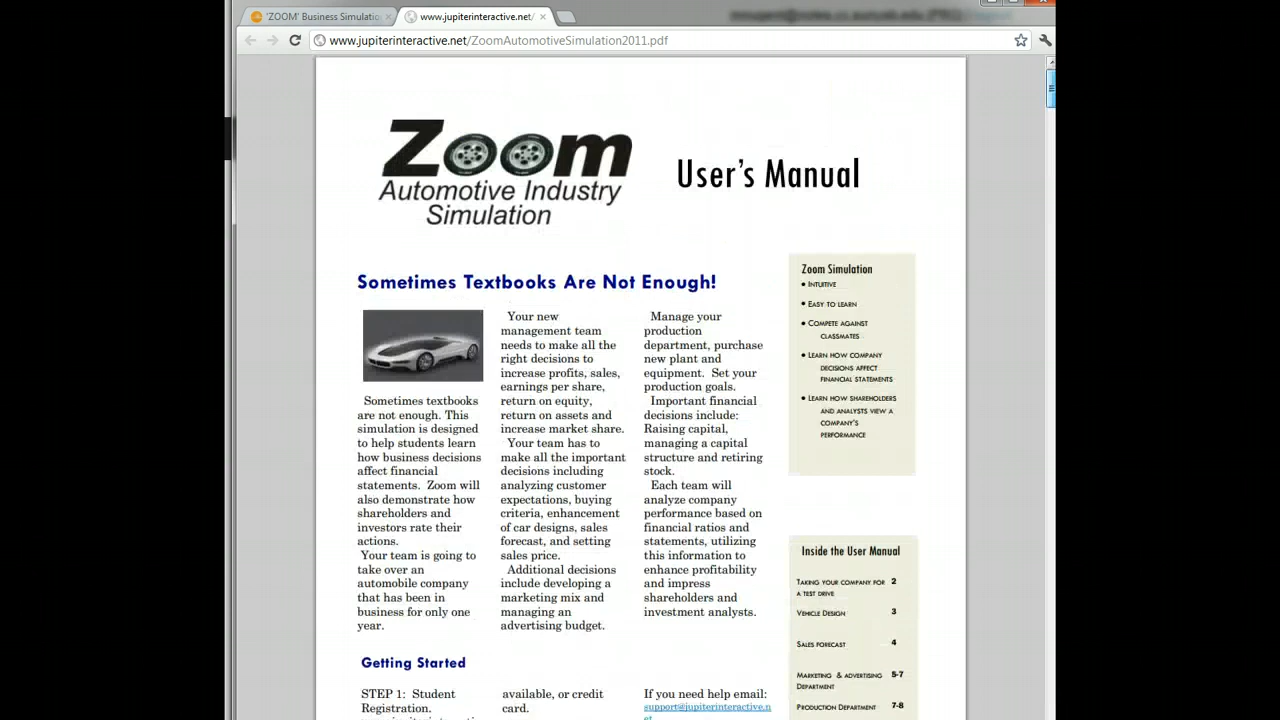 'ZOOM' Business Simulatio
www.jupiterinteractive.net/
www.jupiterinteractive.net/ZoomAutomotiveSimulation2011.pdf
Zoom
Automotive Industry
Simulation
User's Manual
Sometimes Textbooks Are Not Enough!
Sometimes textbooks
are not enough. This
simulation is designed
to help students learn
how business decisions
affect financial
statements. Zoom will
also demonstrate how
shareholders and
investors rate their
actions.
Your team is going to
take over an
automobile company
that has been in
business for only one
year.
Your new
management team
needs to make all the
right decisions to
increase profits, sales,
earnings per share,
return on equity,
return on assets and
increase market share.
Your team has to
make all the important
decisions including
analyzing customer
expectations, buying
criteria, enhancement
of car designs, sales
forecast, and setting
sales price.
Additional decisions
include developing a
marketing mix and
managing an
advertising budget.
Manage your
production
department, purchase
new plant and
equipment. Set your
production goals.
Important financial
decisions include:
Raising capital,
managing a capital
structure and retiring
stock.
Each team will
analyze company
performance based on
financial ratios and
statements, utilizing
this information to
enhance profitability
and impress
shareholders and
investment analysts.
Zoom Simulation
• INTUITIVE
• EASY TO LEARN
• COMPETE AGAINST
CLASSMATES
• LEARN HOW COMPANY
DECISIONS AFFECT
FINANCIAL STATEMENTS
• LEARN HOW SHAREHOLDERS
AND ANALYSTS VIEW A
COMPANY'S
PERFORMANCE
Inside the User Manual
TAKING YOUR COMPANY FOR 2
A TEST DRIVE
VEHICLE DESIGN 3
SALES FORECAST 4
MARKETING & ADVERTISING 5-7
DEPARTMENT
PRODUCTION DEPARTMENT 7-8
Getting Started
STEP 1: Student
Registration.
available, or credit
card.
If you need help email:
support@jupiterinteractive.n
et